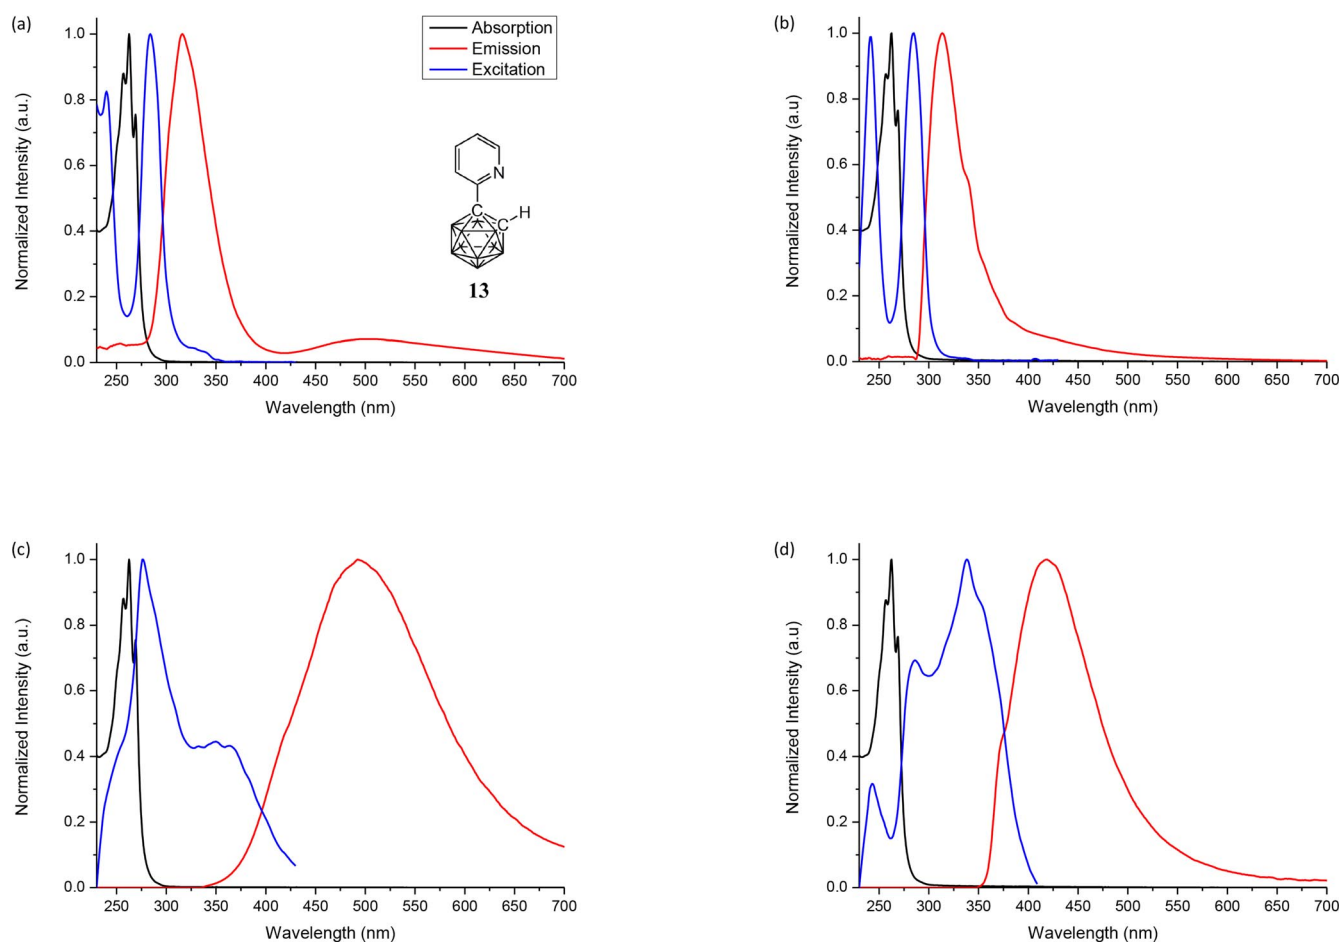 (a)
1.0
0.8
0.6
0.4
0.2
0.0
Normalized Intensity (a.u.)
250 300 350 400 450 500 550 600 650 700
Wavelength (nm)
Absorption
Emission
Excitation
N
C
C
H
13
(b)
1.0
0.8
0.6
0.4
0.2
0.0
Normalized Intensity (a.u)
250 300 350 400 450 500 550 600 650 700
Wavelength (nm)
(c)
1.0
0.8
0.6
0.4
0.2
0.0
Normalized Intensity (a.u.)
250 300 350 400 450 500 550 600 650 700
Wavelength (nm)
(d)
1.0
0.8
0.6
0.4
0.2
0.0
Normalized Intensity (a.u)
250 300 350 400 450 500 550 600 650 700
Wavelength (nm)